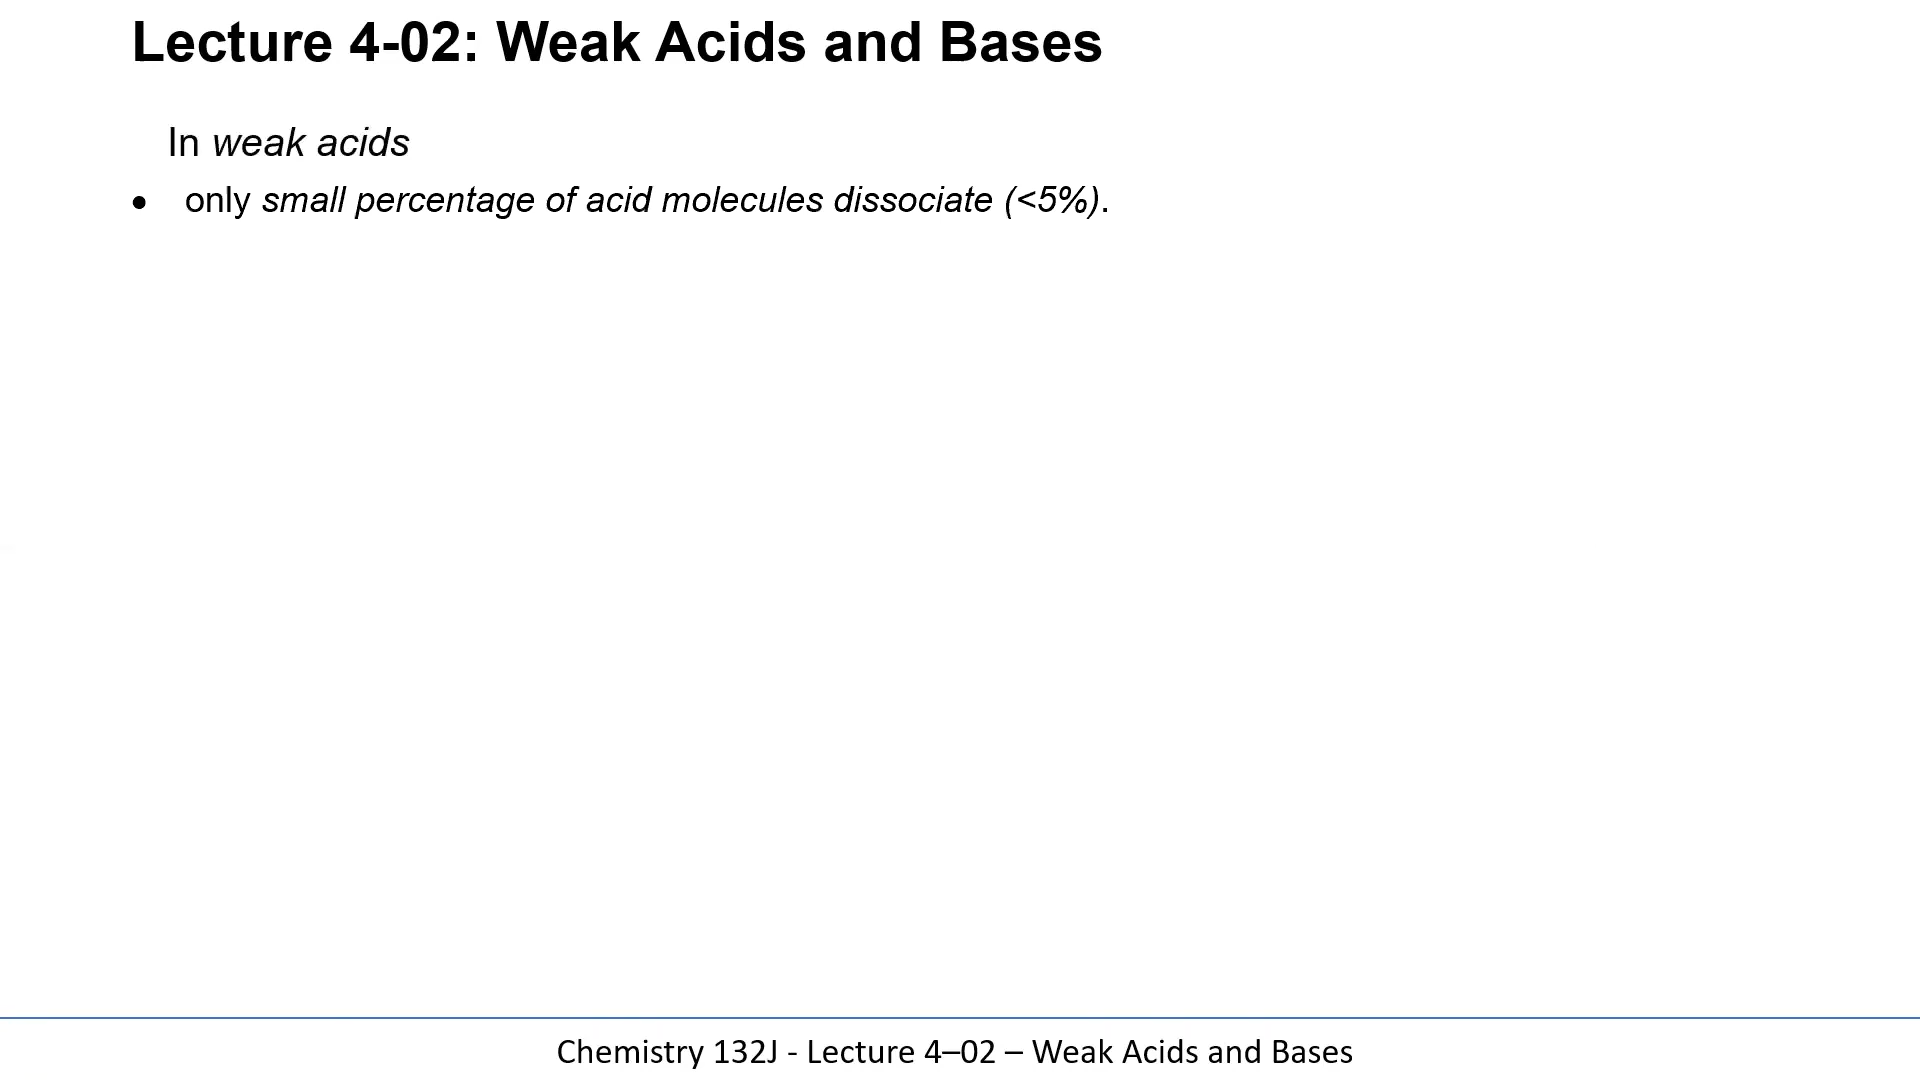 Lecture 4-02: Weak Acids and Bases
In weak acids
• only small percentage of acid molecules dissociate (<5%).
Chemistry 132J - Lecture 4–02 – Weak Acids and Bases